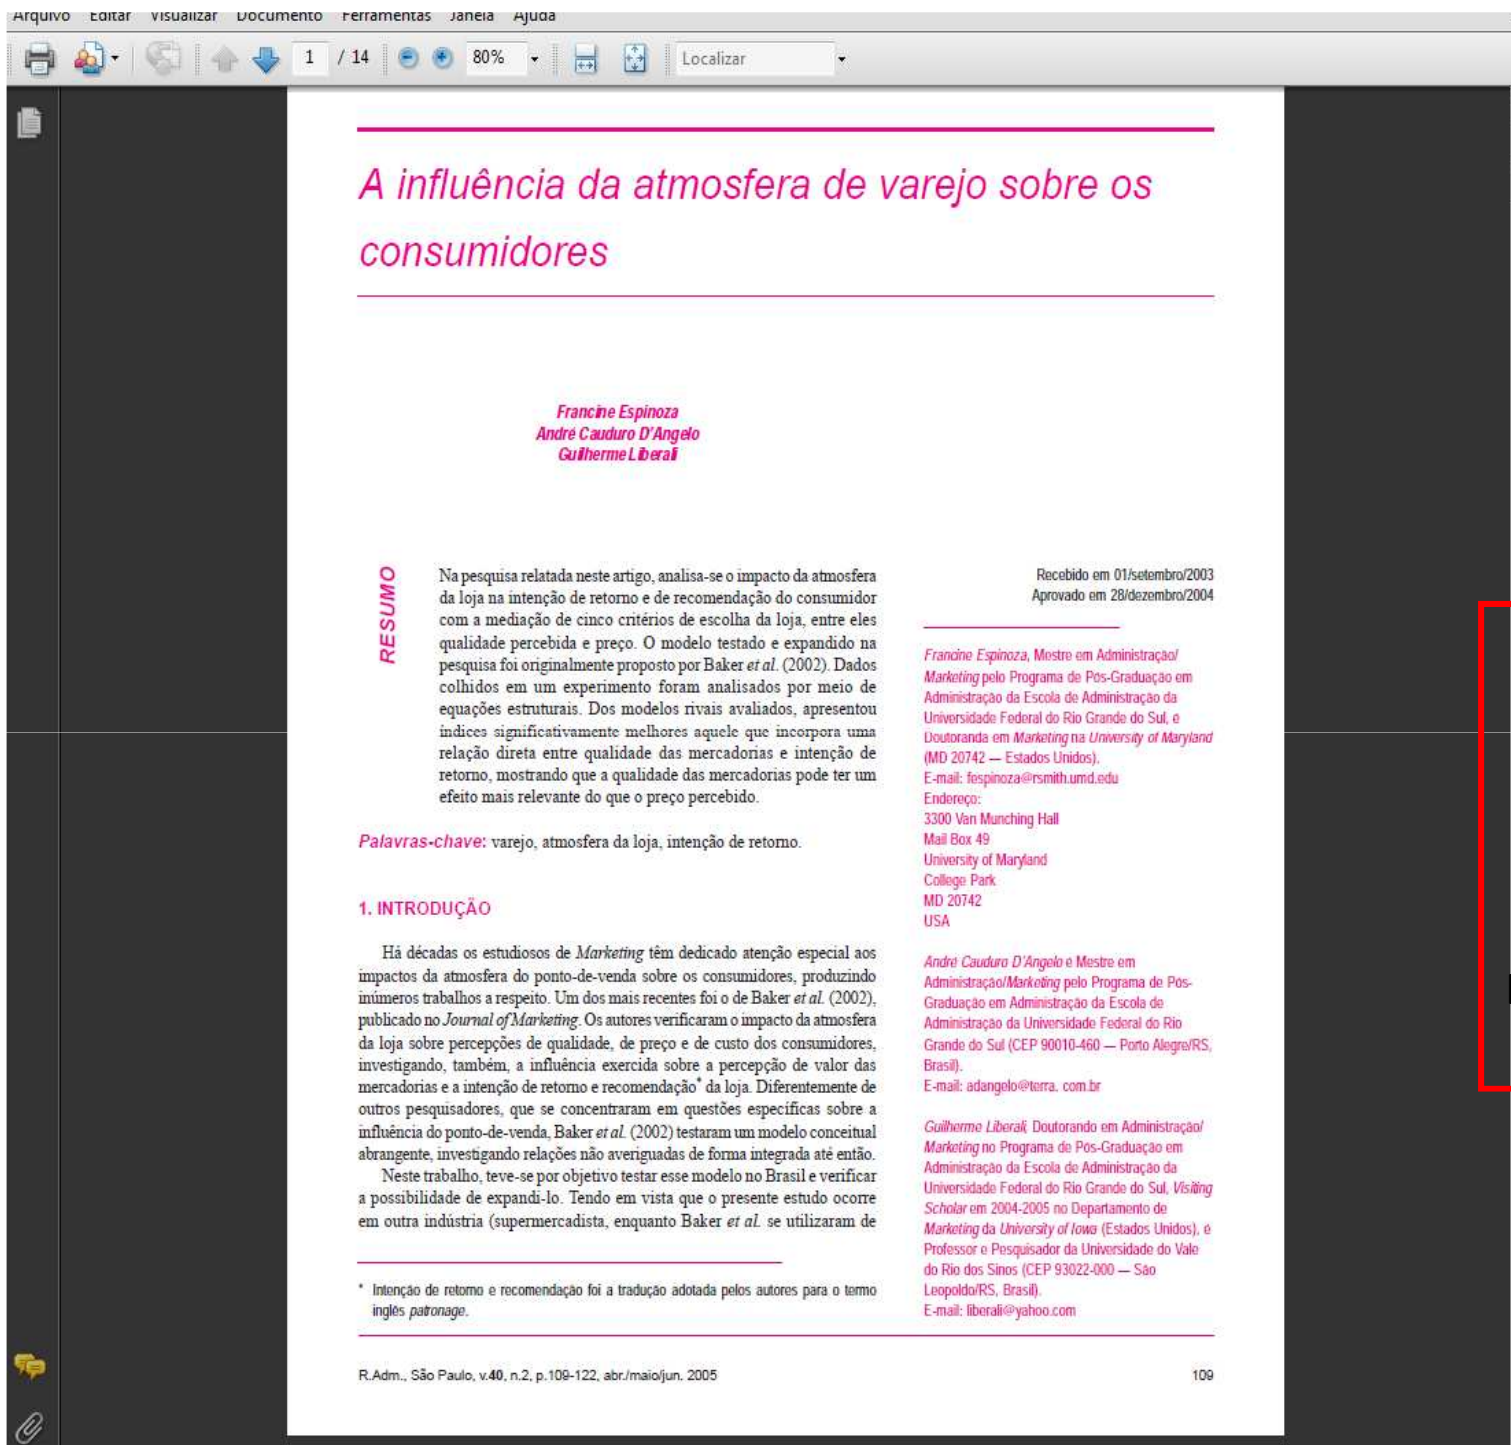 Arquivo Editar Visualizar Documento Ferramentas Janela Ajuda
1 / 14 80% Localizar
A influência da atmosfera de varejo sobre os
consumidores
Francine Espinoza
André Cauduro D'Angelo
Guilherme Liberali
RESUMO
Na pesquisa relatada neste artigo, analisa-se o impacto da atmosfera
da loja na intenção de retorno e de recomendação do consumidor
com a mediação de cinco critérios de escolha da loja, entre eles
qualidade percebida e preço. O modelo testado e expandido na
pesquisa foi originalmente proposto por Baker et al. (2002). Dados
colhidos em um experimento foram analisados por meio de
equações estruturais. Dos modelos rivais avaliados, apresentou
índices significativamente melhores aquele que incorpora uma
relação direta entre qualidade das mercadorias e intenção de
retorno, mostrando que a qualidade das mercadorias pode ter um
efeito mais relevante do que o preço percebido.
Palavras-chave: varejo, atmosfera da loja, intenção de retorno.
1. INTRODUÇÃO
Há décadas os estudiosos de Marketing têm dedicado atenção especial aos
impactos da atmosfera do ponto-de-venda sobre os consumidores, produzindo
inúmeros trabalhos a respeito. Um dos mais recentes foi o de Baker et al. (2002),
publicado no Journal of Marketing. Os autores verificaram o impacto da atmosfera
da loja sobre percepções de qualidade, de preço e de custo dos consumidores,
investigando, também, a influência exercida sobre a percepção de valor das
mercadorias e a intenção de retorno e recomendação* da loja. Diferentemente de
outros pesquisadores, que se concentraram em questões específicas sobre a
influência do ponto-de-venda, Baker et al. (2002) testaram um modelo conceitual
abrangente, investigando relações não averiguadas de forma integrada até então.
Neste trabalho, teve-se por objetivo testar esse modelo no Brasil e verificar
a possibilidade de expandi-lo. Tendo em vista que o presente estudo ocorre
em outra indústria (supermercadista, enquanto Baker et al. se utilizaram de
* Intenção de retorno e recomendação foi a tradução adotada pelos autores para o termo
inglês patronage.
Recebido em 01/setembro/2003
Aprovado em 28/dezembro/2004
Francine Espinoza, Mestre em Administração/
Marketing pelo Programa de Pós-Graduação em
Administração da Escola de Administração da
Universidade Federal do Rio Grande do Sul, é
Doutoranda em Marketing na University of Maryland
(MD 20742 — Estados Unidos).
E-mail: fespinoza@rsmith.umd.edu
Endereço:
3300 Van Munching Hall
Mail Box 49
University of Maryland
College Park
MD 20742
USA
André Cauduro D'Angelo é Mestre em
Administração/Marketing pelo Programa de Pós-
Graduação em Administração da Escola de
Administração da Universidade Federal do Rio
Grande do Sul (CEP 90010-460 — Porto Alegre/RS,
Brasil).
E-mail: adangelo@terra. com.br
Guilherme Liberali, Doutorando em Administração/
Marketing no Programa de Pós-Graduação em
Administração da Escola de Administração da
Universidade Federal do Rio Grande do Sul, Visiting
Scholar em 2004-2005 no Departamento de
Marketing da University of Iowa (Estados Unidos), é
Professor e Pesquisador da Universidade do Vale
do Rio dos Sinos (CEP 93022-000 — São
Leopoldo/RS, Brasil).
E-mail: liberali@yahoo.com
R.Adm., São Paulo, v.40, n.2, p.109-122, abr./maio/jun. 2005
109